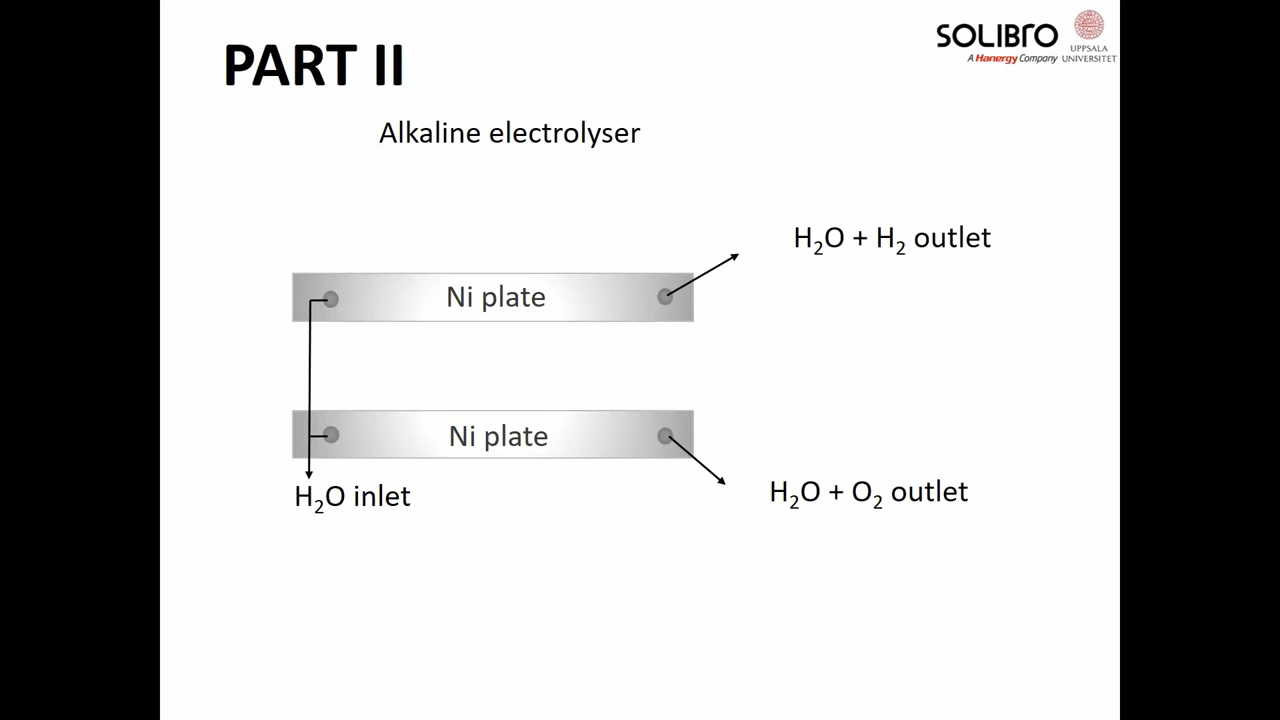 SOLIBRO
A Hanergy Company
UPPSALA
UNIVERSITET
PART II
Alkaline electrolyser
H₂O + H₂ outlet
Ni plate
Ni plate
H₂O inlet
H₂O + O₂ outlet